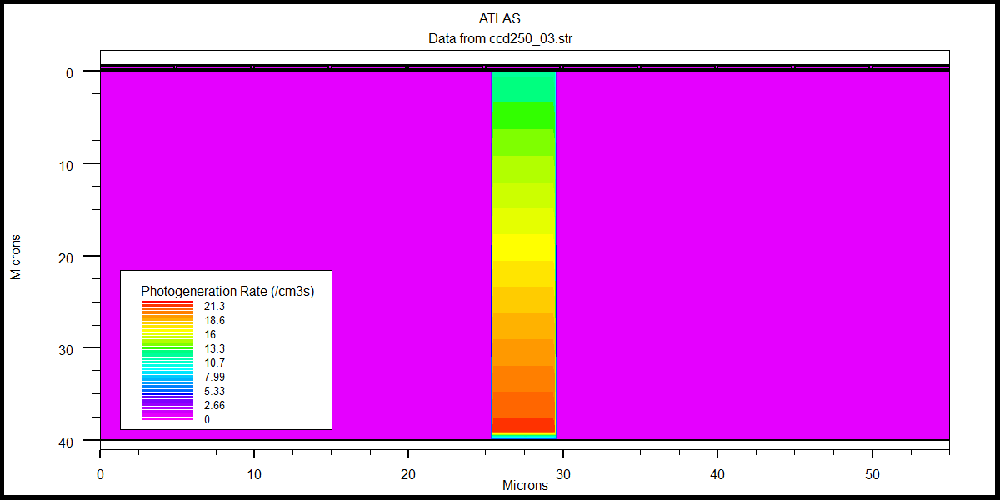 ATLAS
Data from ccd250_03.str
0
10
20
30
40
Microns
Photogeneration Rate (/cm3s)
21.3
18.6
16
13.3
10.7
7.99
5.33
2.66
0
0 10 20 30 40 50
Microns